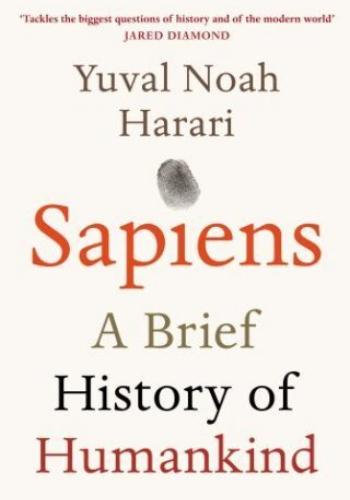 ‘Tackles the biggest questions of history and of the modern world’
JARED DIAMOND
Yuval Noah
Harari
Sapiens
A Brief
History of
Humankind